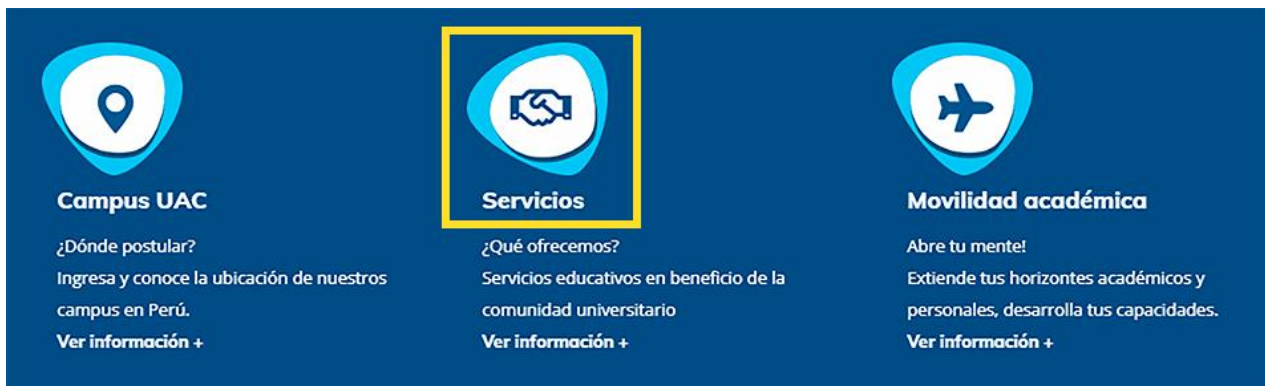 Campus UAC
¿Dónde postular?
Ingresa y conoce la ubicación de nuestros
campus en Perú.
Ver información +
Servicios
¿Qué ofrecemos?
Servicios educativos en beneficio de la
comunidad universitario
Ver información +
Movilidad académica
Abre tu mente!
Extiende tus horizontes académicos y
personales, desarrolla tus capacidades.
Ver información +